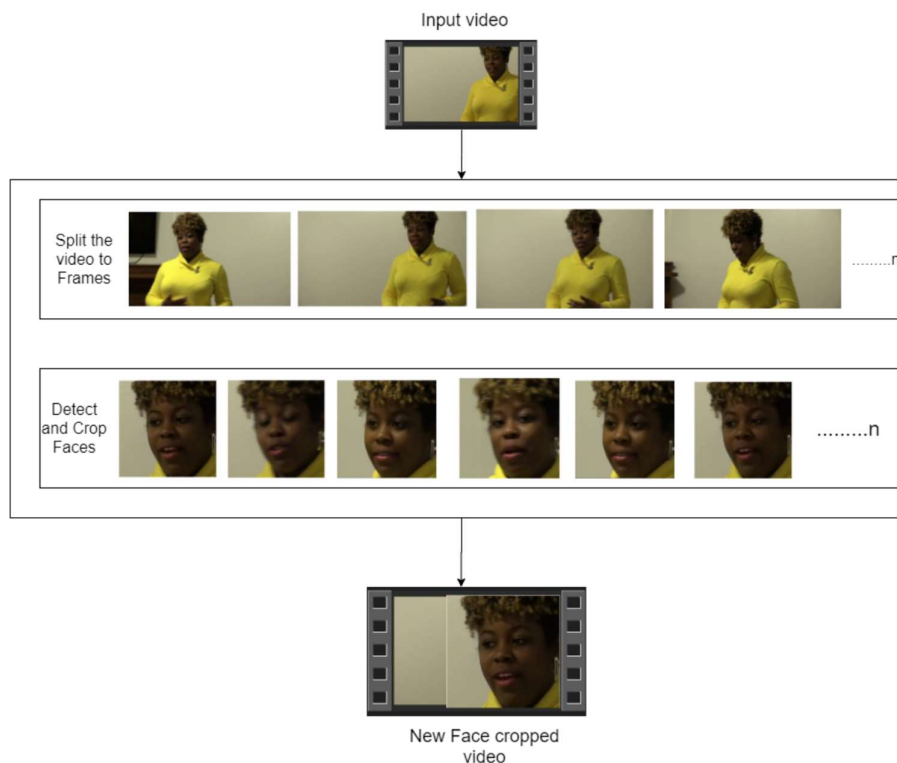 Input video
Split the
video to
Frames
.........n
Detect
and Crop
Faces
.........n
New Face cropped
video